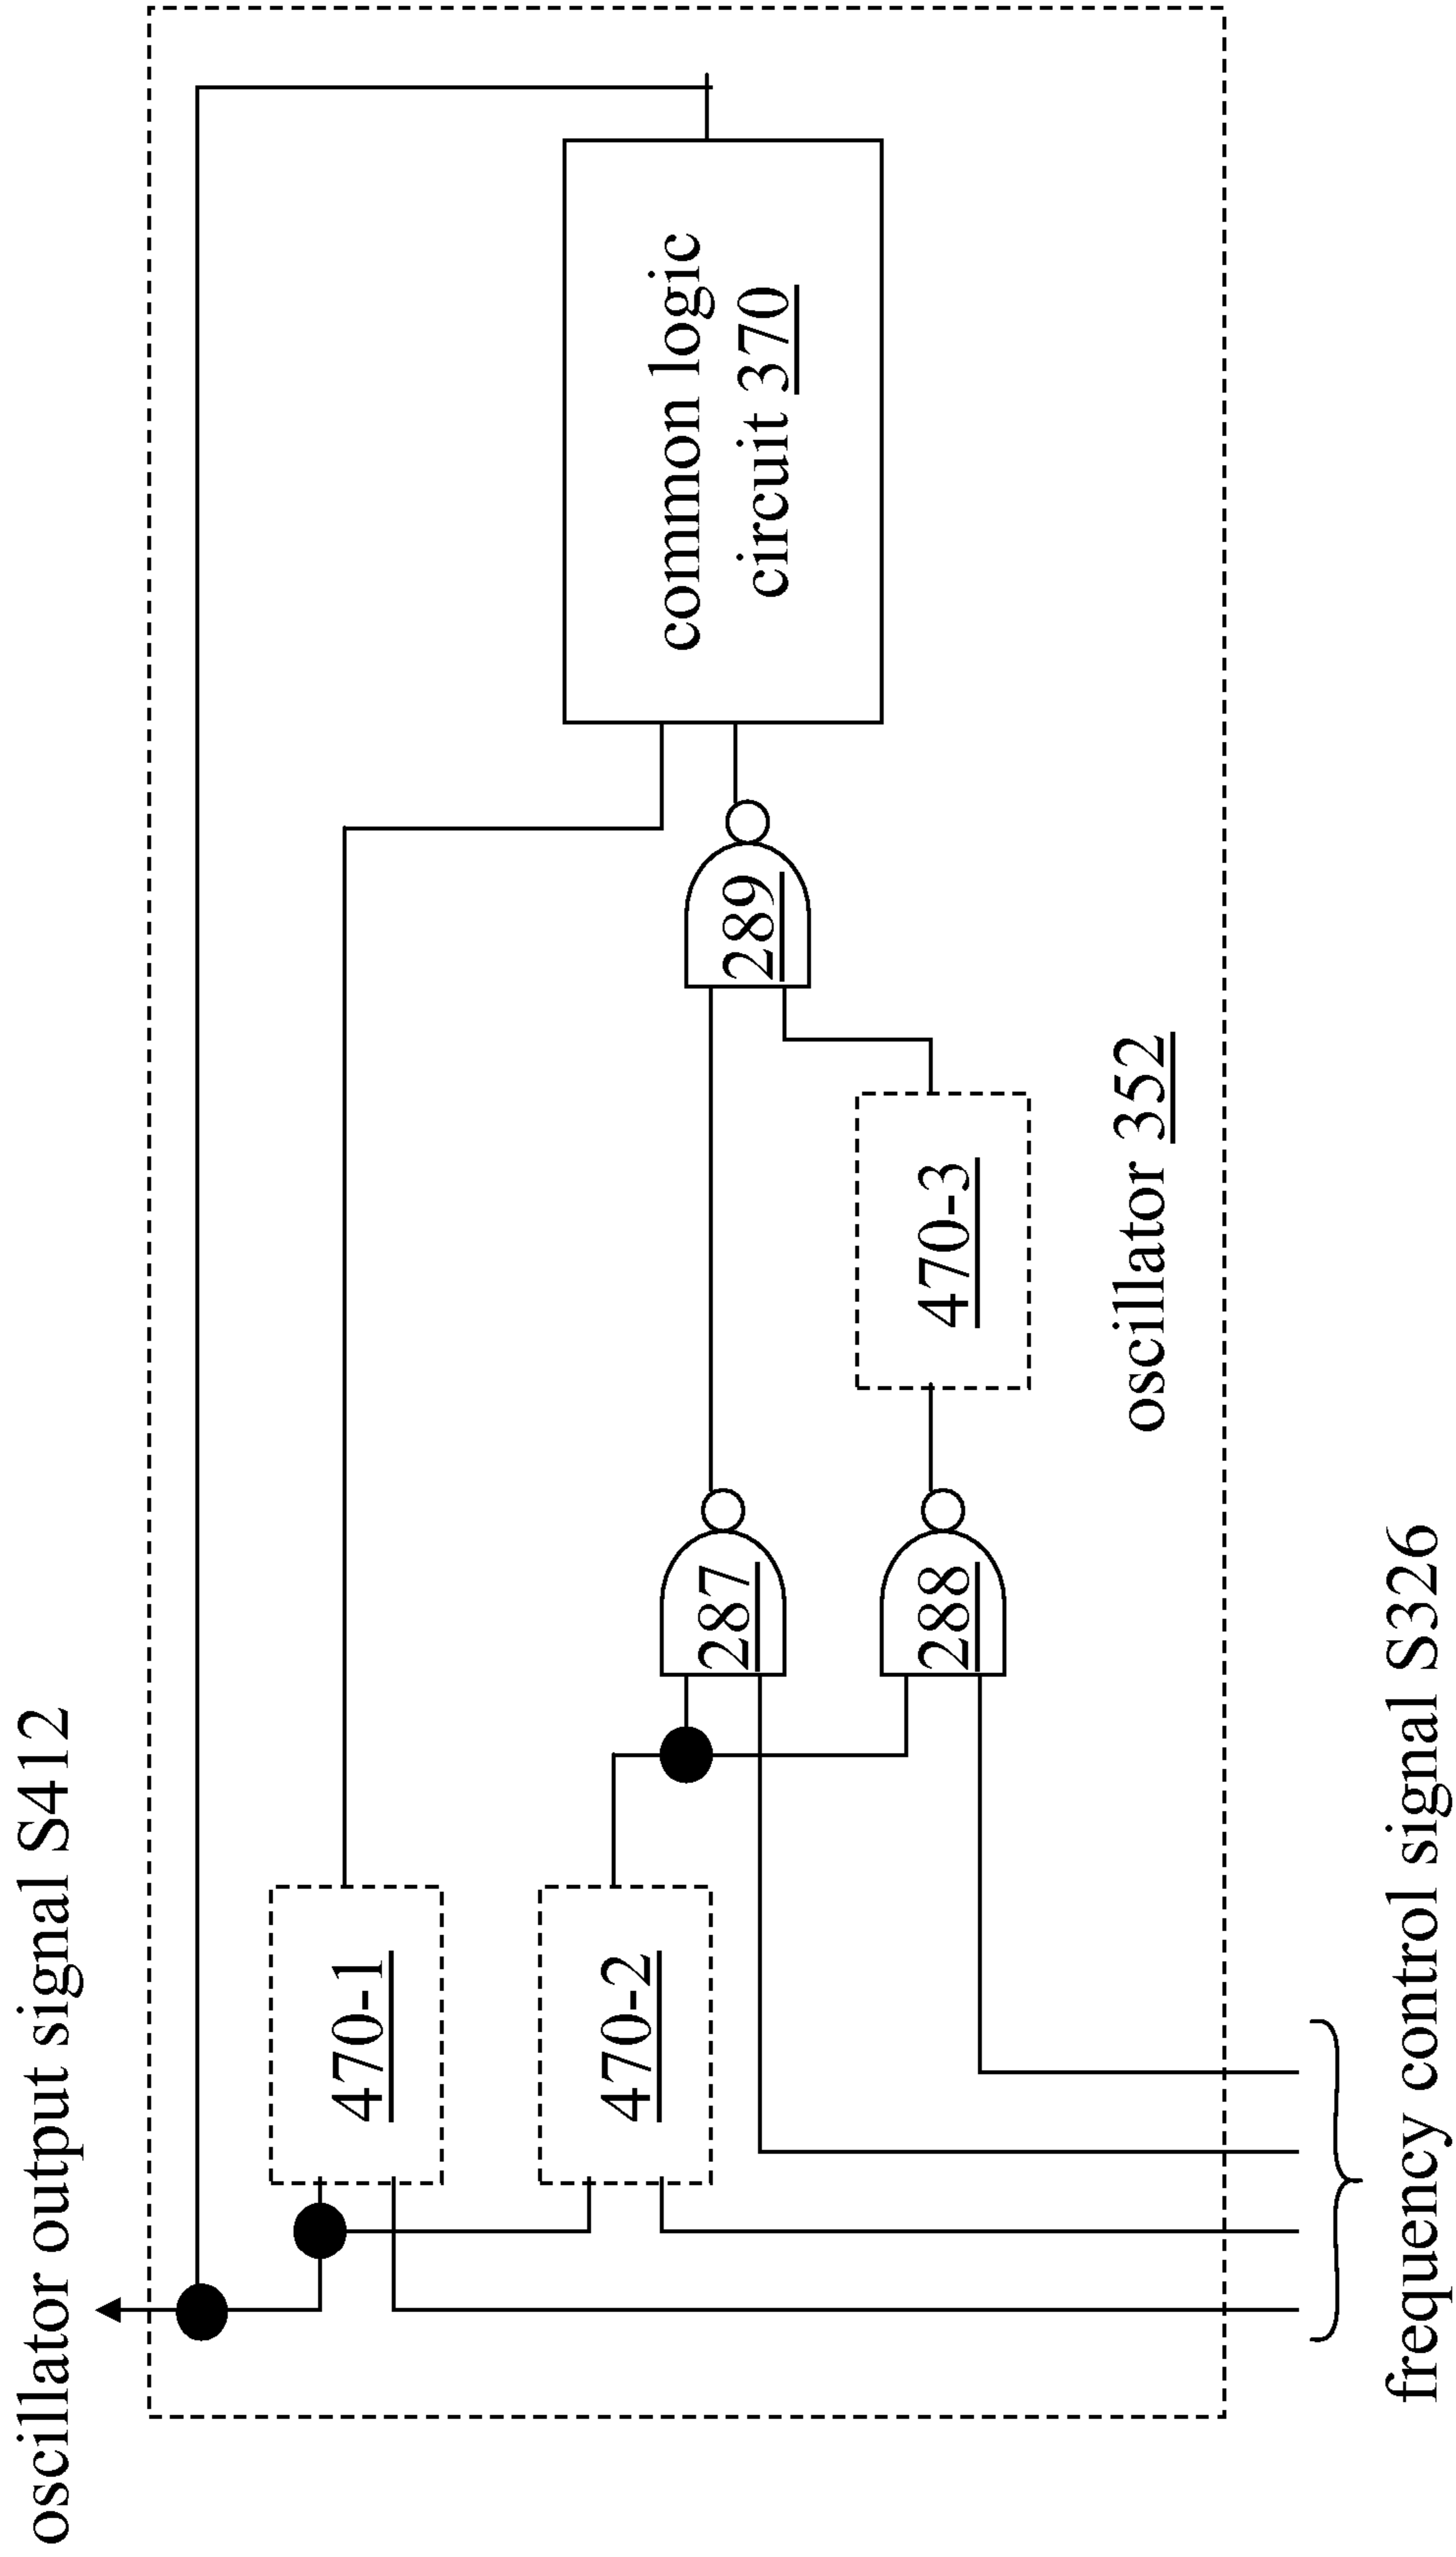 oscillator output signal S412
470-1
common logic
circuit 370
470-2
287
289
288
470-3
oscillator 352
frequency control signal S326